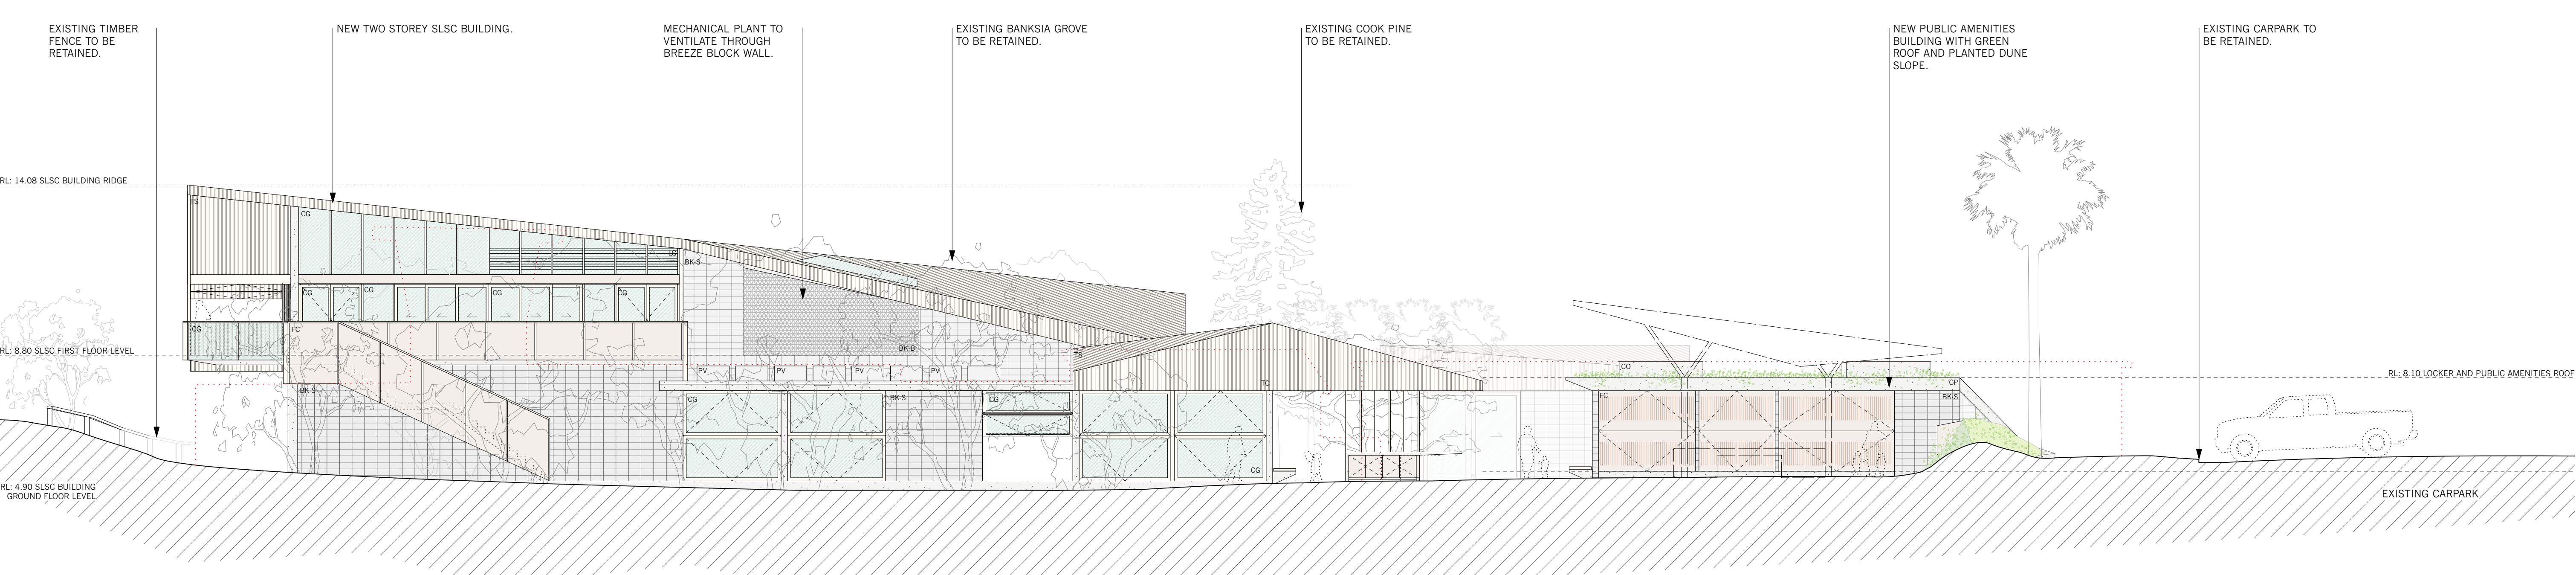 EXISTING TIMBER
FENCE TO BE
RETAINED.
NEW TWO STOREY SLSC BUILDING.
MECHANICAL PLANT TO
VENTILATE THROUGH
BREEZE BLOCK WALL.
EXISTING BANKSIA GROVE
TO BE RETAINED.
EXISTING COOK PINE
TO BE RETAINED.
NEW PUBLIC AMENITIES
BUILDING WITH GREEN
ROOF AND PLANTED DUNE
SLOPE.
EXISTING CARPARK TO
BE RETAINED.
RL: 14.08 SLSC BUILDING RIDGE
TS
CG
LG
BK-S
CG
CG
CG
CG
CG
FC
BK-B
RL: 8.80 SLSC FIRST FLOOR LEVEL
TS
PV
PV
PV
PV
TC
CO
CP
RL: 8.10 LOCKER AND PUBLIC AMENITIES ROOF
BK-S
CG
BK-S
CG
FC
BK-S
CG
RL: 4.90 SLSC BUILDING
GROUND FLOOR LEVEL
EXISTING CARPARK